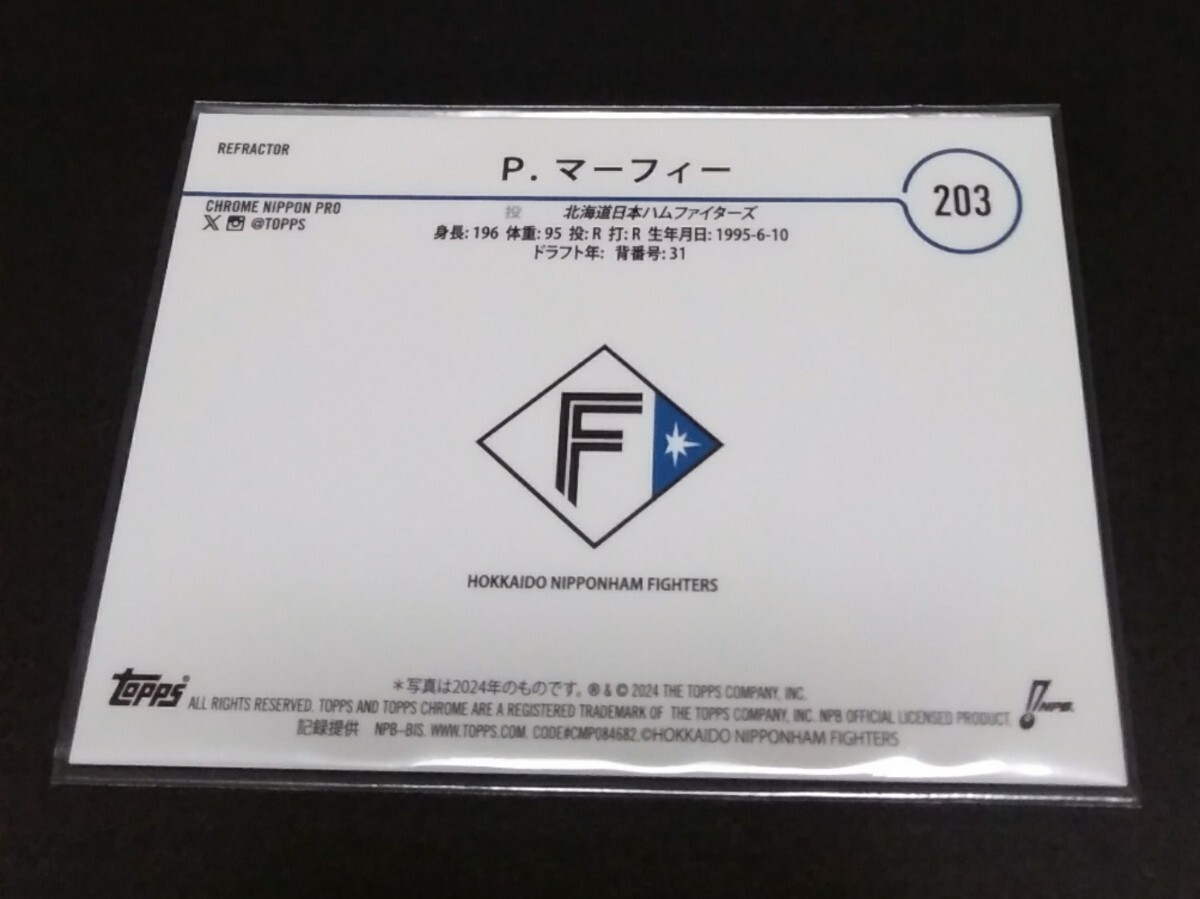 REFRACTOR
P. マーフィー
203
CHROME NIPPON PRO
@TOPPS
投 北海道日本ハムファイターズ
身長: 196 体重: 95 投: R 打: R 生年月日: 1995-6-10
ドラフト年: 背番号: 31
F
HOKKAIDO NIPPONHAM FIGHTERS
Topps®
*写真は2024年のものです。 ® & © 2024 THE TOPPS COMPANY, INC.
ALL RIGHTS RESERVED. TOPPS AND TOPPS CHROME ARE A REGISTERED TRADEMARK OF THE TOPPS COMPANY, INC. NPB OFFICIAL LICENSED PRODUCT.
記録提供 NPB-BIS. WWW.TOPPS.COM. CODE#CMP084682. ©HOKKAIDO NIPPONHAM FIGHTERS
NPB.